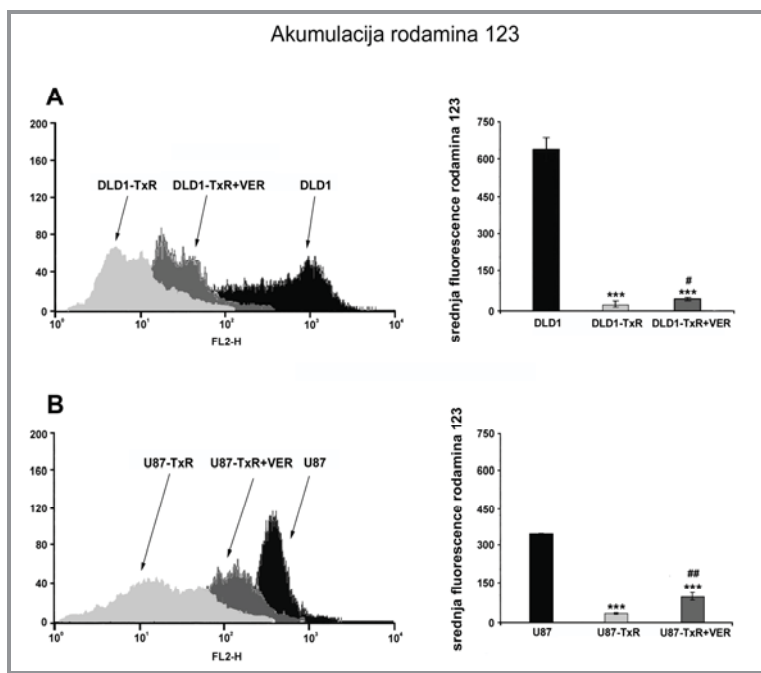 Akumulacija rodamina 123
A
200
160
120
80
40
0
DLD1-TxR DLD1-TxR+VER DLD1
10⁰ 10¹ 10² 10³ 10⁴
FL2-H
srednja fluorescence rodamina 123
750
600
450
300
150
0
***
#
***
DLD1 DLD1-TxR DLD1-TxR+VER
B
200
160
120
80
40
0
U87-TxR U87-TxR+VER U87
10⁰ 10¹ 10² 10³ 10⁴
FL2-H
srednja fluorescence rodamina 123
750
600
450
300
150
0
***
##
***
U87 U87-TxR U87-TxR+VER